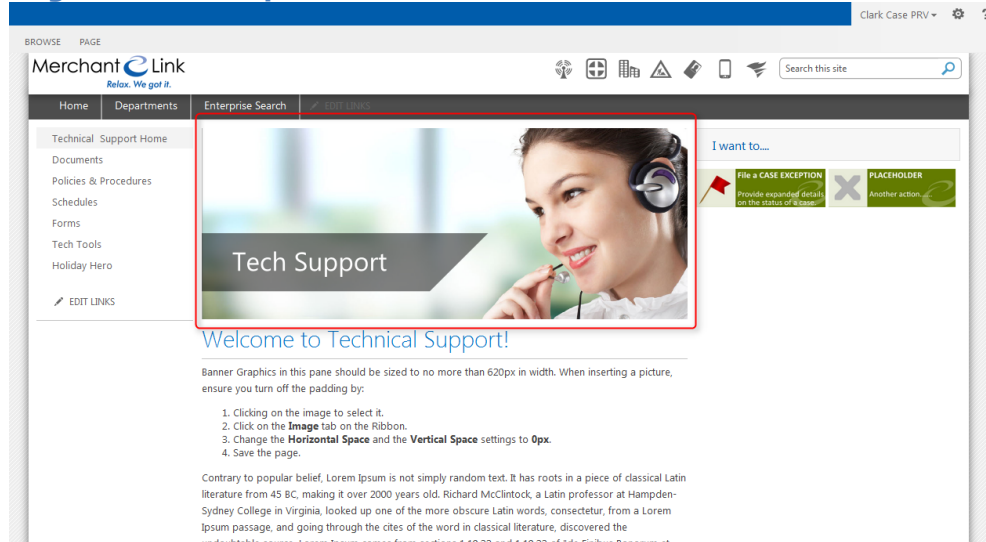 Clark Case PRV
?
BROWSE PAGE
Merchant Link
Relax. We got it.
Search this site
Home Departments Enterprise Search EDIT LINKS
Technical Support Home
Documents
Policies & Procedures
Schedules
Forms
Tech Tools
Holiday Hero
EDIT LINKS
Tech Support
I want to....
File a CASE EXCEPTION
Provide expanded details
on the status of a case.
PLACEHOLDER
Another action....
Welcome to Technical Support!
Banner Graphics in this pane should be sized to no more than 620px in width. When inserting a picture,
ensure you turn off the padding by:
1. Clicking on the image to select it.
2. Click on the Image tab on the Ribbon.
3. Change the Horizontal Space and the Vertical Space settings to 0px.
4. Save the page.
Contrary to popular belief, Lorem Ipsum is not simply random text. It has roots in a piece of classical Latin
literature from 45 BC, making it over 2000 years old. Richard McClintock, a Latin professor at Hampden-
Sydney College in Virginia, looked up one of the more obscure Latin words, consectetur, from a Lorem
Ipsum passage, and going through the cites of the word in classical literature, discovered the